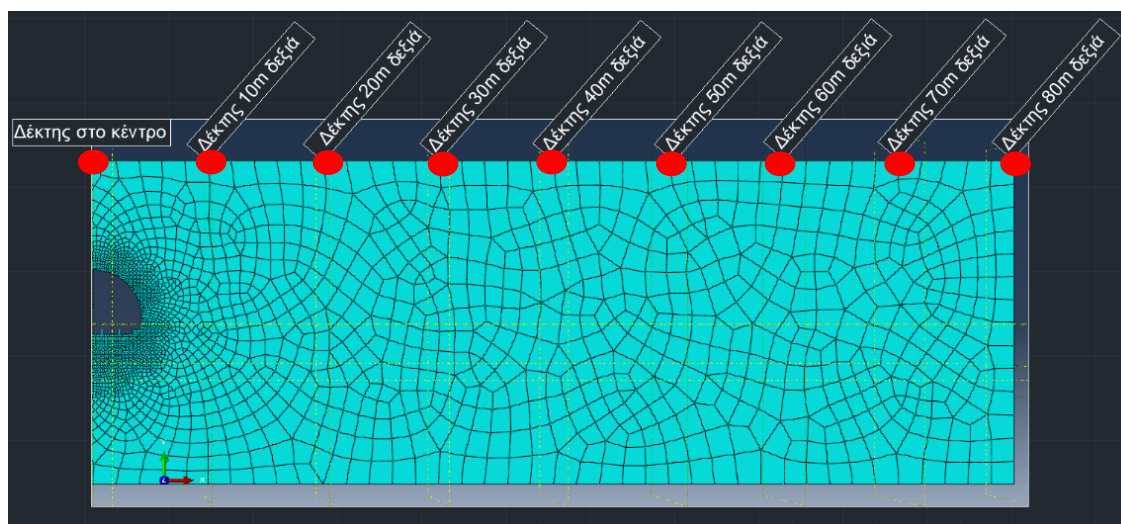 Δέκτης στο κέντρο
Δέκτης 10m δεξιά
Δέκτης 20m δεξιά
Δέκτης 30m δεξιά
Δέκτης 40m δεξιά
Δέκτης 50m δεξιά
Δέκτης 60m δεξιά
Δέκτης 70m δεξιά
Δέκτης 80m δεξιά
Y
Z
X